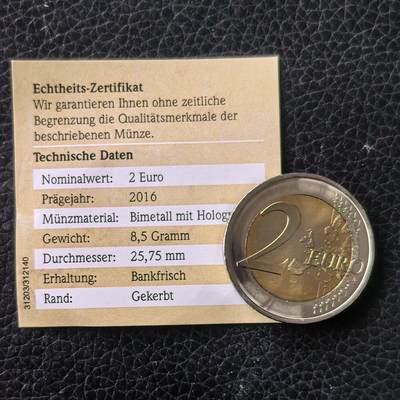 Echtheits-Zertifikat
Wir garantieren Ihnen ohne zeitliche
Begrenzung die Qualitätsmerkmale der
beschriebenen Münze.
Technische Daten
Nominalwert: 2 Euro
Prägejahr: 2016
Münzmaterial: Bimetall mit Holog
Gewicht: 8,5 Gramm
Durchmesser: 25,75 mm
Erhaltung: Bankfrisch
Rand: Gekerbt
31203/312140
2 EURO